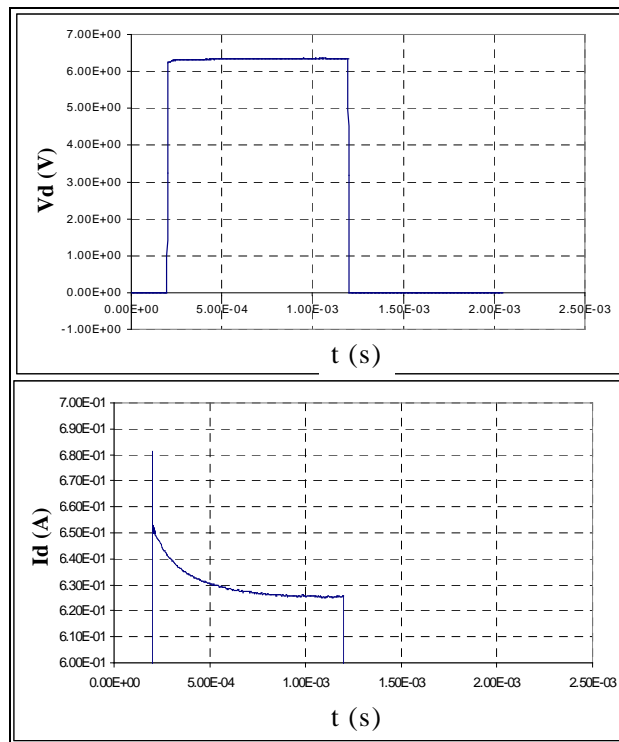 7.00E+00
6.00E+00
5.00E+00
4.00E+00
3.00E+00
2.00E+00
1.00E+00
0.00E+00
-1.00E+00
Vd (V)
0.00E+00 5.00E-04 1.00E-03 1.50E-03 2.00E-03 2.50E-03
t (s)
7.00E-01
6.90E-01
6.80E-01
6.70E-01
6.60E-01
6.50E-01
6.40E-01
6.30E-01
6.20E-01
6.10E-01
6.00E-01
Id (A)
0.00E+00 5.00E-04 1.00E-03 1.50E-03 2.00E-03 2.50E-03
t (s)